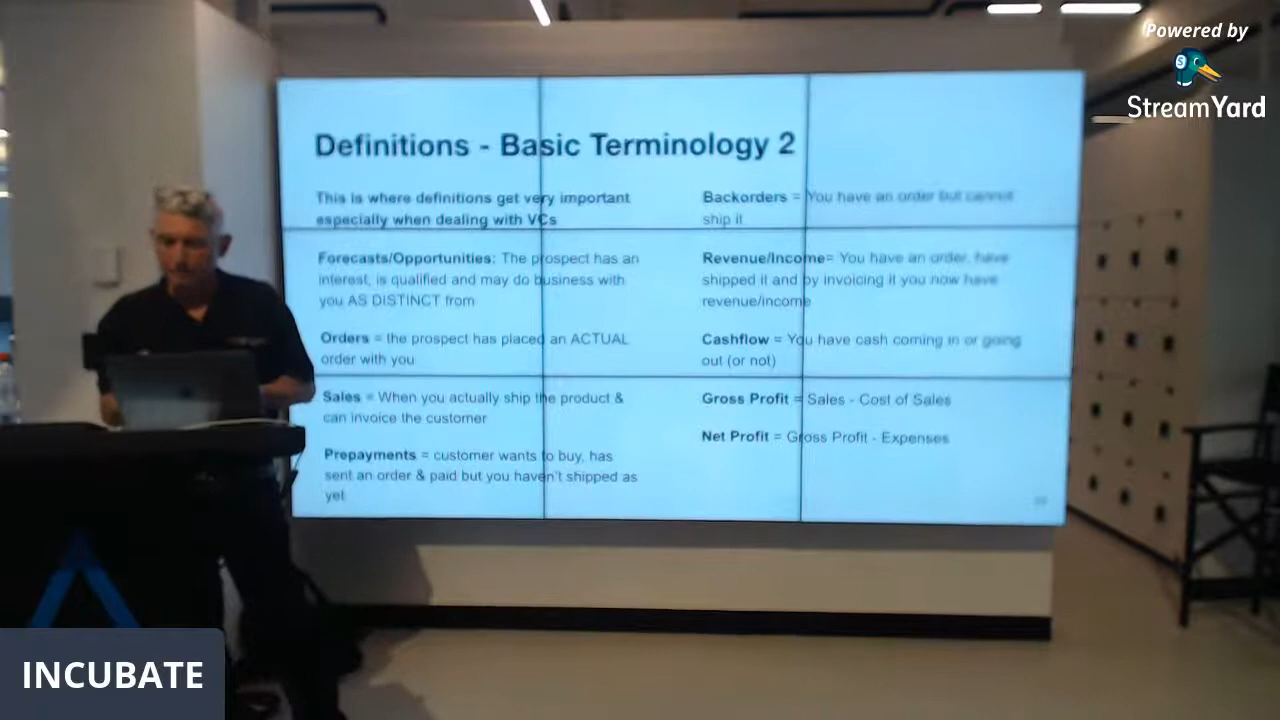 Powered by
StreamYard
Definitions - Basic Terminology 2
This is where definitions get very important
especially when dealing with VCs
Forecasts/Opportunities: The prospect has an
interest, is qualified and may do business with
you AS DISTINCT from
Orders = the prospect has placed an ACTUAL
order with you
Sales = When you actually ship the product &
can invoice the customer
Prepayments = customer wants to buy, has
sent an order & paid but you haven't shipped as
yet
Backorders = You have an order but cannot
ship it
Revenue/Income= You have an order, have
shipped it and by invoicing it you now have
revenue/income
Cashflow = You have cash coming in or going
out (or not)
Gross Profit = Sales - Cost of Sales
Net Profit = Gross Profit - Expenses
INCUBATE